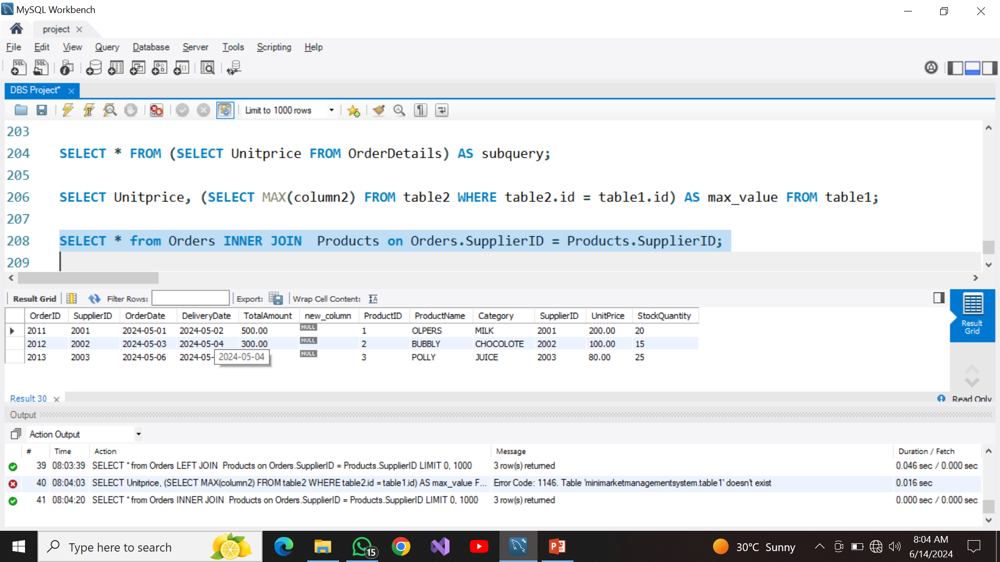 MySQL Workbench
project
File Edit View Query Database Server Tools Scripting Help
SQL SQL
DBS Project*
Limit to 1000 rows
203
204 SELECT * FROM (SELECT Unitprice FROM OrderDetails) AS subquery;
205
206 SELECT Unitprice, (SELECT MAX(column2) FROM table2 WHERE table2.id = table1.id) AS max_value FROM table1;
207
208 SELECT * from Orders INNER JOIN  Products on Orders.SupplierID = Products.SupplierID;
209
Result Grid Filter Rows: Export: Wrap Cell Content:
OrderID SupplierID OrderDate DeliveryDate TotalAmount new_column ProductID ProductName Category SupplierID UnitPrice StockQuantity
2011 2001 2024-05-01 2024-05-02 500.00 NULL 1 OLPERS MILK 2001 200.00 20
2012 2002 2024-05-03 2024-05-04 300.00 NULL 2 BUBBLY CHOCOLOTE 2002 100.00 15
2013 2003 2024-05-06 2024-05- NULL 3 POLLY JUICE 2003 80.00 25
2024-05-04
Result
Grid
Result 30 Read Only
Output
Action Output
# Time Action Message Duration / Fetch
39 08:03:39 SELECT * from Orders LEFT JOIN  Products on Orders.SupplierID = Products.SupplierID LIMIT 0, 1000 3 row(s) returned 0.046 sec / 0.000 sec
40 08:04:03 SELECT Unitprice, (SELECT MAX(column2) FROM table2 WHERE table2.id = table1.id) AS max_value F... Error Code: 1146. Table 'minimarketmanagementsystem.table1' doesn't exist 0.016 sec
41 08:04:20 SELECT * from Orders INNER JOIN  Products on Orders.SupplierID = Products.SupplierID LIMIT 0, 1000 3 row(s) returned 0.000 sec / 0.000 sec
Type here to search 15 30°C Sunny 8:04 AM
6/14/2024